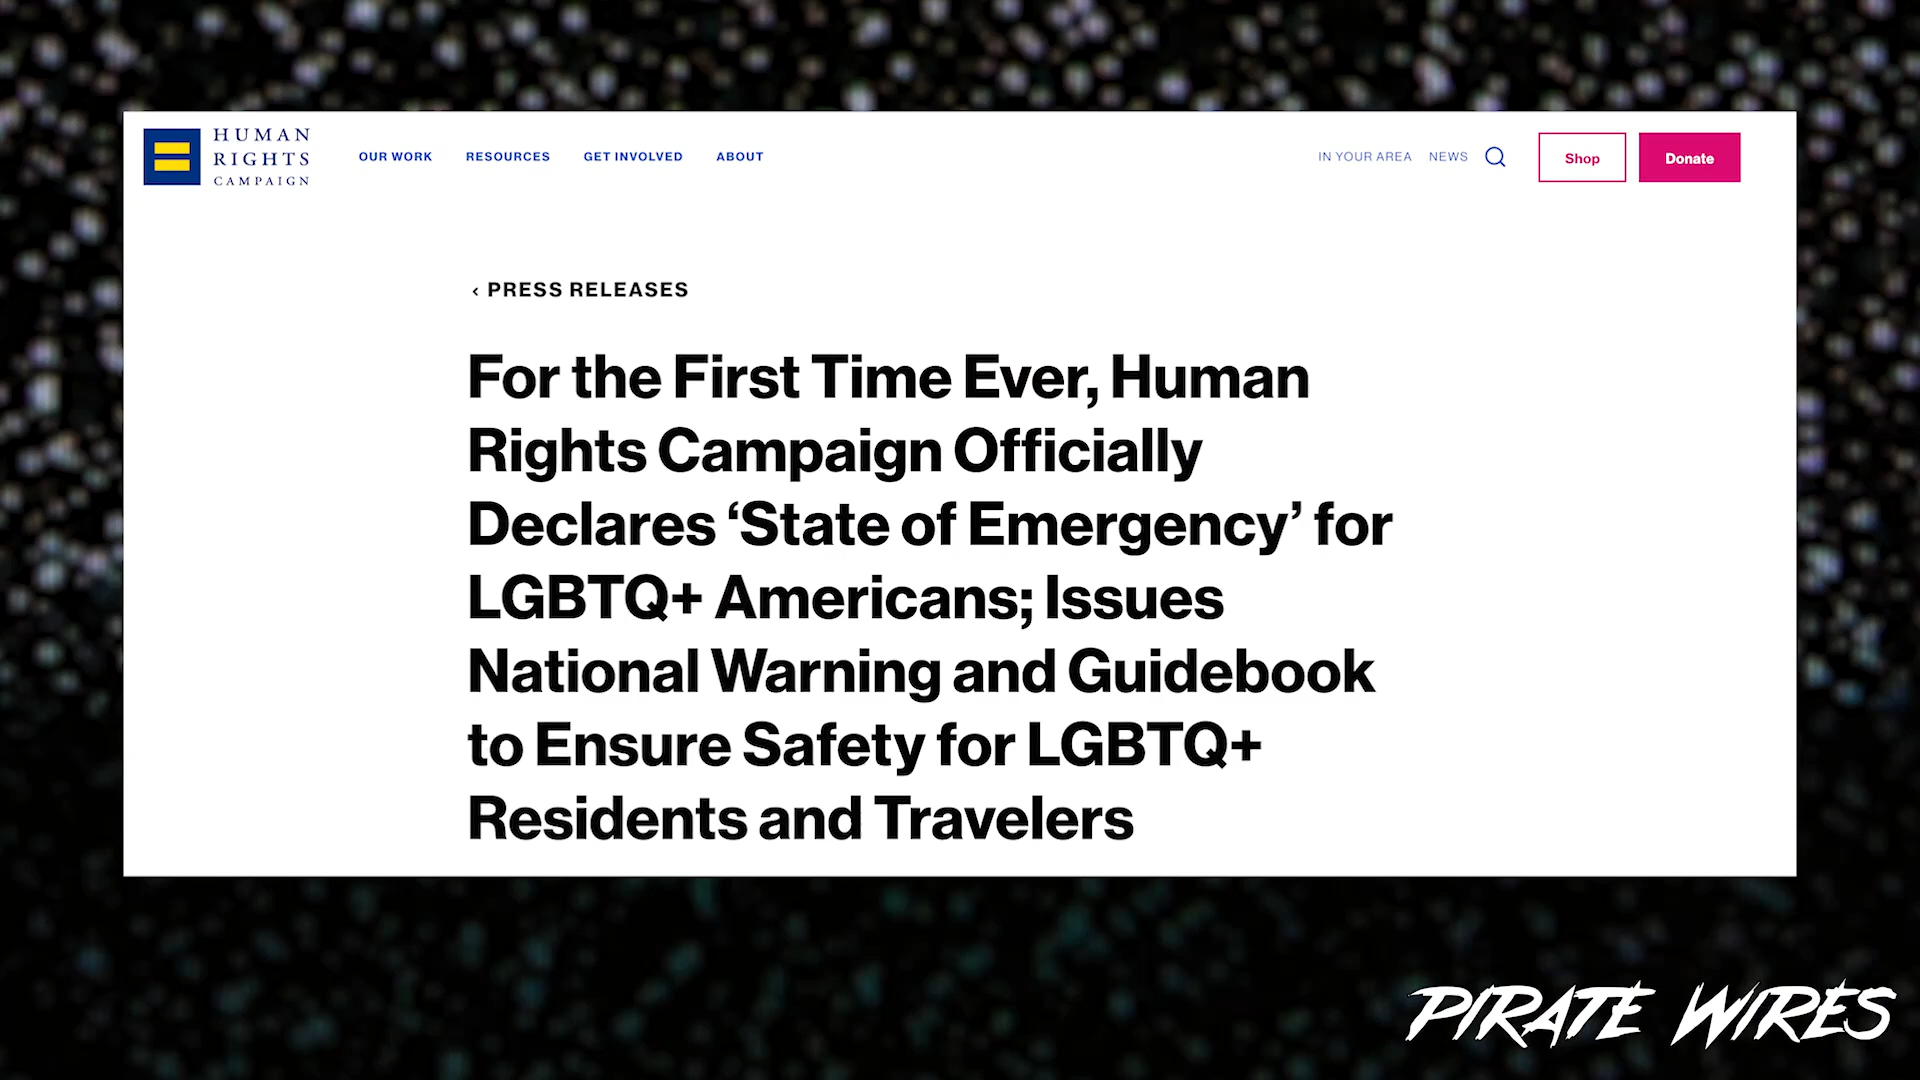 HUMAN
RIGHTS
CAMPAIGN
OUR WORK RESOURCES GET INVOLVED ABOUT
IN YOUR AREA NEWS Shop Donate
‹ PRESS RELEASES
For the First Time Ever, Human
Rights Campaign Officially
Declares ‘State of Emergency’ for
LGBTQ+ Americans; Issues
National Warning and Guidebook
to Ensure Safety for LGBTQ+
Residents and Travelers
PIRATE WIRES